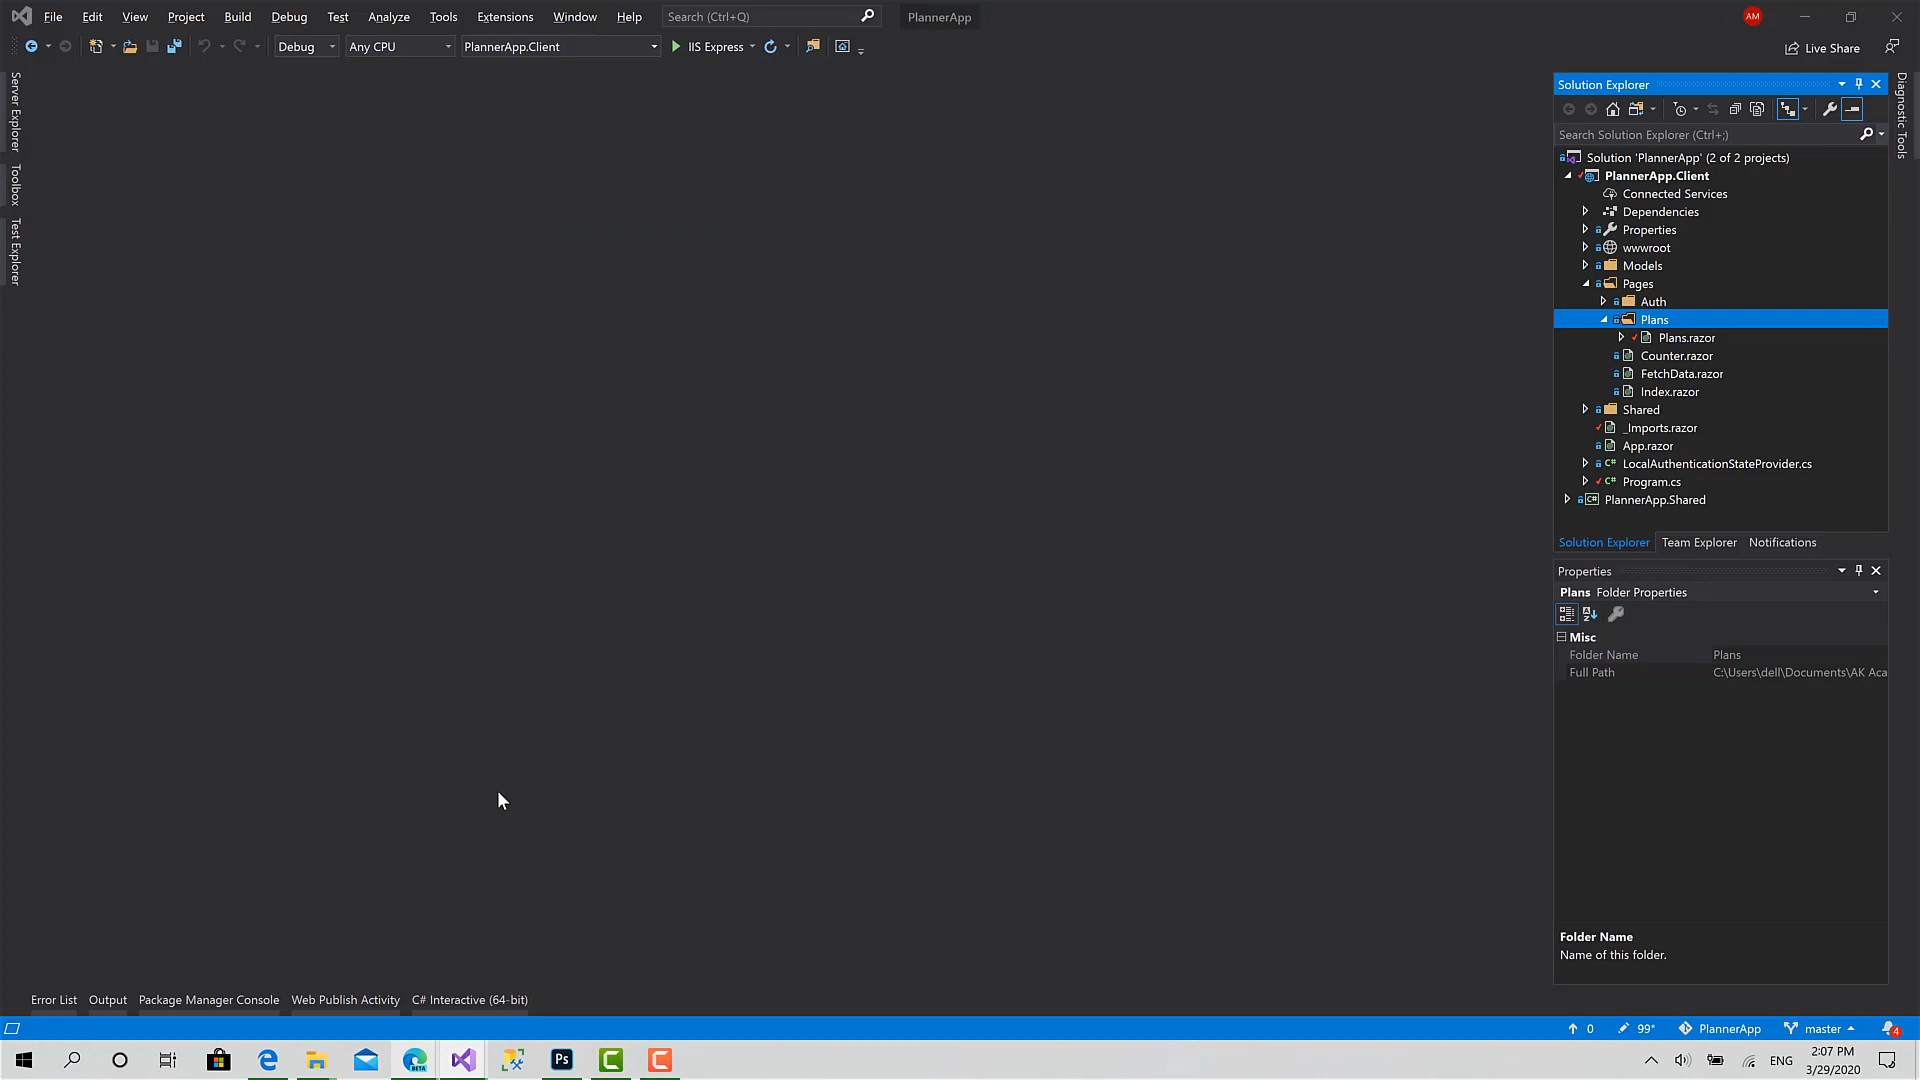 File Edit View Project Build Debug Test Analyze Tools Extensions Window Help Search (Ctrl+Q) PlannerApp AM
Debug Any CPU PlannerApp.Client IIS Express Live Share
Server Explorer
Toolbox
Test Explorer
Diagnostic Tools
Solution Explorer
Search Solution Explorer (Ctrl+;)
Solution 'PlannerApp' (2 of 2 projects)
PlannerApp.Client
Connected Services
Dependencies
Properties
wwwroot
Models
Pages
Auth
Plans
Plans.razor
Counter.razor
FetchData.razor
Index.razor
Shared
_Imports.razor
App.razor
C# LocalAuthenticationStateProvider.cs
C# Program.cs
C# PlannerApp.Shared
Solution Explorer Team Explorer Notifications
Properties
Plans Folder Properties
Misc
Folder Name Plans
Full Path C:\Users\dell\Documents\AK Aca
Folder Name
Name of this folder.
Error List Output Package Manager Console Web Publish Activity C# Interactive (64-bit)
0 99* PlannerApp master 4
BETA Ps ENG 2:07 PM
3/29/2020